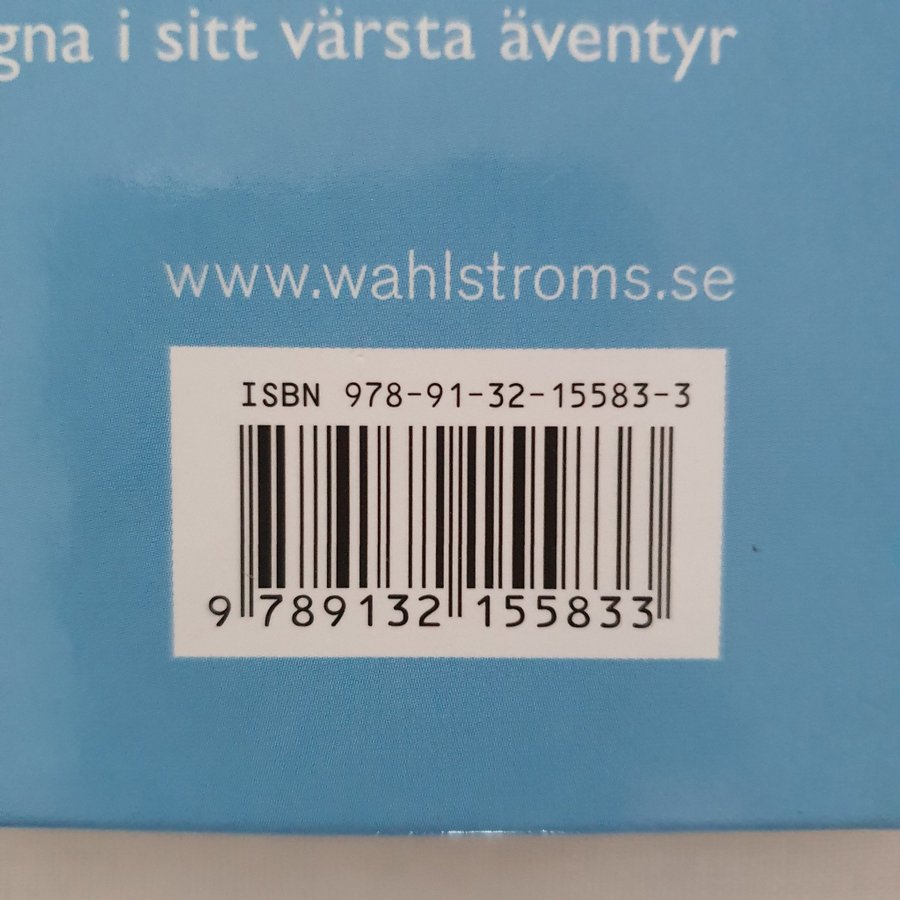 gna i sitt värsta äventyr
www.wahlstroms.se
ISBN 978-91-32-15583-3
9 789132 155833